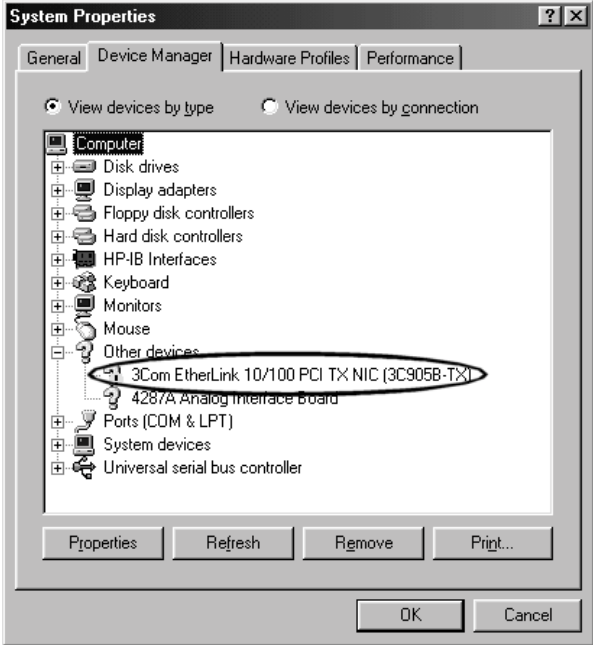 System Properties
General Device Manager Hardware Profiles Performance
View devices by type View devices by connection
Computer
Disk drives
Display adapters
Floppy disk controllers
Hard disk controllers
HP-IB Interfaces
Keyboard
Monitors
Mouse
Other devices
3Com EtherLink 10/100 PCI TX NIC (3C905B-TX)
4287A Analog Interface Board
Ports (COM & LPT)
System devices
Universal serial bus controller
Properties Refresh Remove Print...
OK Cancel